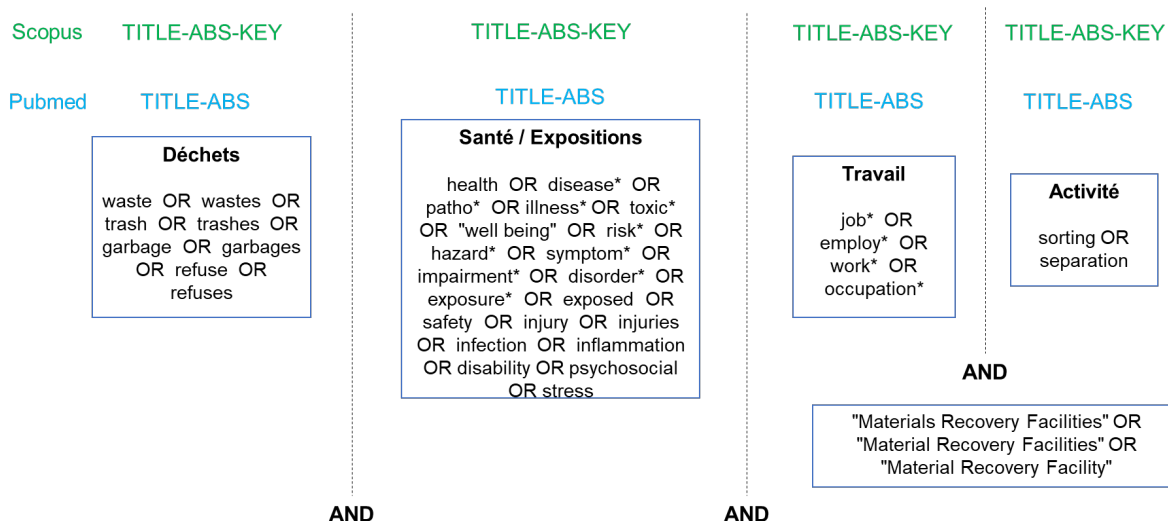 Scopus TITLE-ABS-KEY TITLE-ABS-KEY TITLE-ABS-KEY TITLE-ABS-KEY
Pubmed TITLE-ABS TITLE-ABS TITLE-ABS TITLE-ABS
Déchets
waste OR wastes OR
trash OR trashes OR
garbage OR garbages
OR refuse OR
refuses
Santé / Expositions
health OR disease* OR
patho* OR illness* OR toxic*
OR "well being" OR risk* OR
hazard* OR symptom* OR
impairment* OR disorder* OR
exposure* OR exposed OR
safety OR injury OR injuries
OR infection OR inflammation
OR disability OR psychosocial
OR stress
Travail
job* OR
employ* OR
work* OR
occupation*
Activité
sorting OR
separation
AND
"Materials Recovery Facilities" OR
"Material Recovery Facilities" OR
"Material Recovery Facility"
AND AND